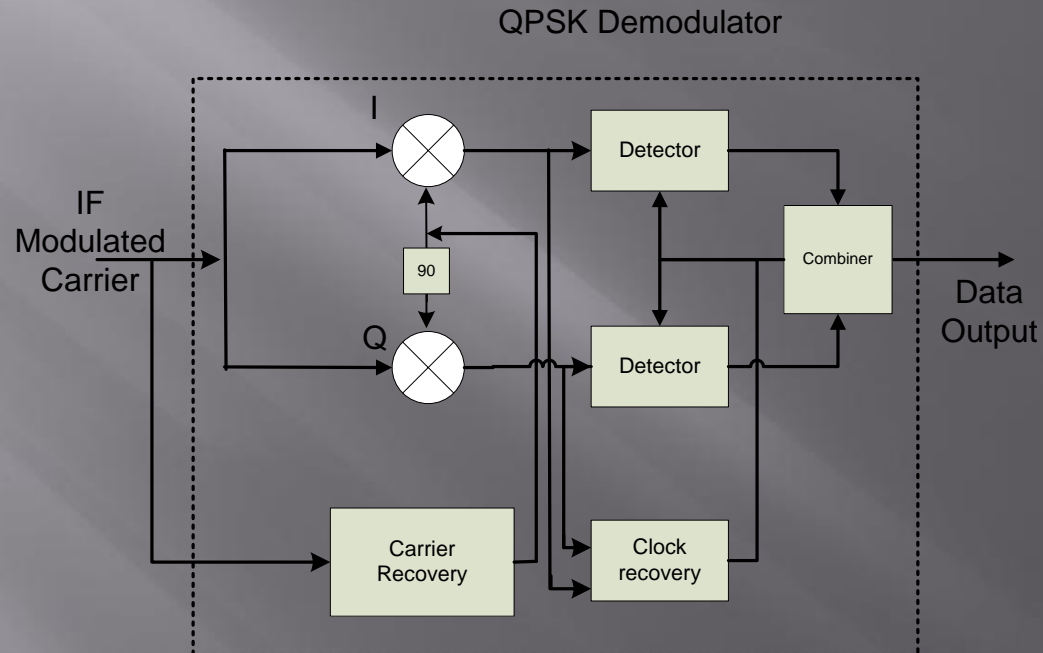 QPSK Demodulator
I
Detector
IF
Modulated
Carrier
90
Combiner
Data
Output
Q
Detector
Carrier
Recovery
Clock
recovery